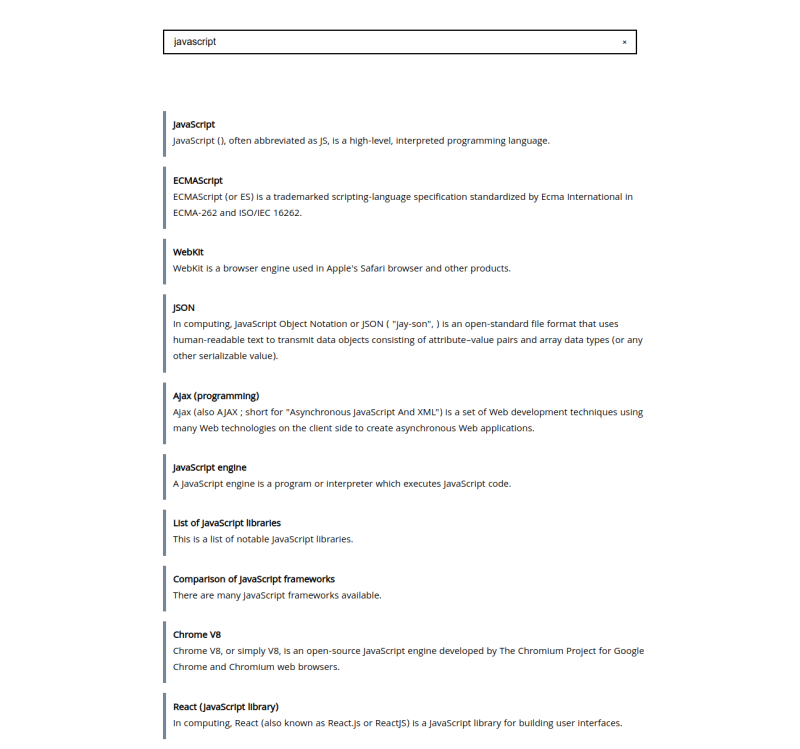 javascript ×
JavaScript
JavaScript (), often abbreviated as JS, is a high-level, interpreted programming language.
ECMAScript
ECMAScript (or ES) is a trademarked scripting-language specification standardized by Ecma International in
ECMA-262 and ISO/IEC 16262.
WebKit
WebKit is a browser engine used in Apple's Safari browser and other products.
JSON
In computing, JavaScript Object Notation or JSON ( "jay-son", ) is an open-standard file format that uses
human-readable text to transmit data objects consisting of attribute–value pairs and array data types (or any
other serializable value).
Ajax (programming)
Ajax (also AJAX ; short for "Asynchronous JavaScript And XML") is a set of Web development techniques using
many Web technologies on the client side to create asynchronous Web applications.
JavaScript engine
A JavaScript engine is a program or interpreter which executes JavaScript code.
List of JavaScript libraries
This is a list of notable JavaScript libraries.
Comparison of JavaScript frameworks
There are many JavaScript frameworks available.
Chrome V8
Chrome V8, or simply V8, is an open-source JavaScript engine developed by The Chromium Project for Google
Chrome and Chromium web browsers.
React (JavaScript library)
In computing, React (also known as React.js or ReactJS) is a JavaScript library for building user interfaces.